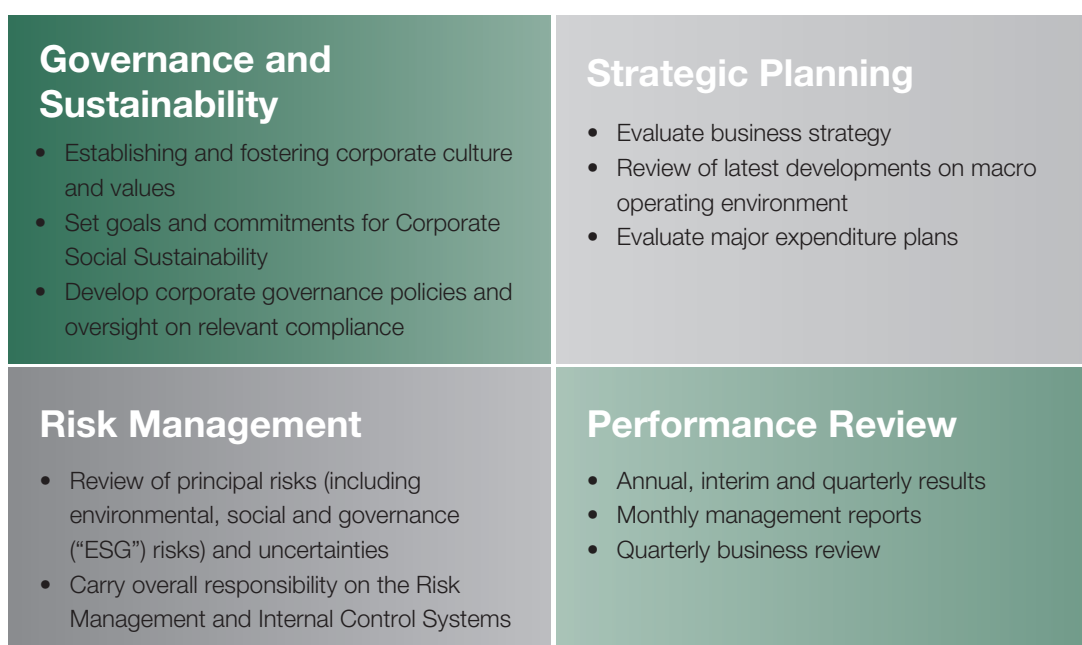 Governance and
Sustainability
• Establishing and fostering corporate culture
and values
• Set goals and commitments for Corporate
Social Sustainability
• Develop corporate governance policies and
oversight on relevant compliance
Strategic Planning
• Evaluate business strategy
• Review of latest developments on macro
operating environment
• Evaluate major expenditure plans
Risk Management
• Review of principal risks (including
environmental, social and governance
(“ESG”) risks) and uncertainties
• Carry overall responsibility on the Risk
Management and Internal Control Systems
Performance Review
• Annual, interim and quarterly results
• Monthly management reports
• Quarterly business review